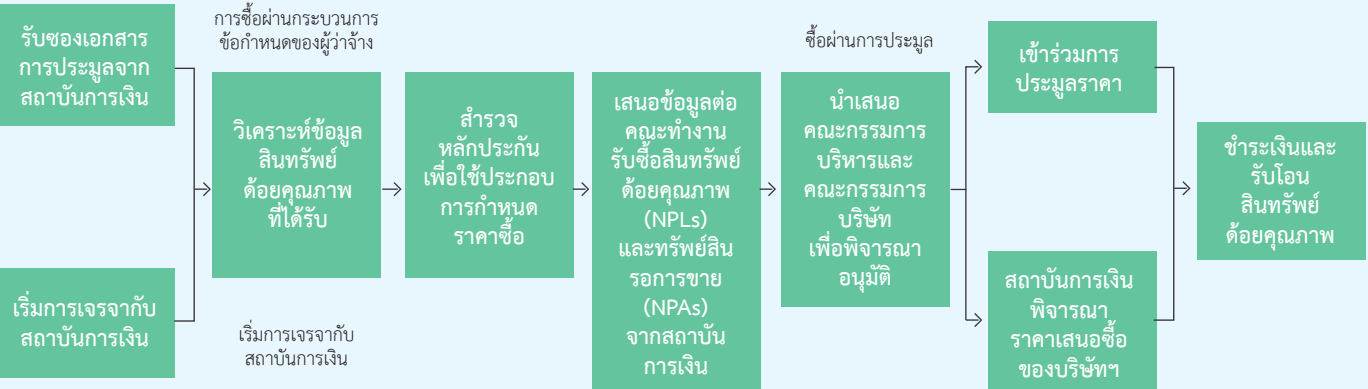 รับซองเอกสาร
การประมูลจาก
สถาบันการเงิน
เริ่มการเจรจากับ
สถาบันการเงิน
การซื้อผ่านกระบวนการ
ข้อกำหนดของผู้ว่าจ้าง
วิเคราะห์ข้อมูล
สินทรัพย์
ด้อยคุณภาพ
ที่ได้รับ
เริ่มการเจรจากับ
สถาบันการเงิน
สำรวจ
หลักประกัน
เพื่อใช้ประกอบ
การกำหนด
ราคาซื้อ
เสนอข้อมูลต่อ
คณะทำงาน
รับซื้อสินทรัพย์
ด้อยคุณภาพ
(NPLs)
และทรัพย์สิน
รอการขาย
(NPAs)
จากสถาบัน
การเงิน
ซื้อผ่านการประมูล
นำเสนอ
คณะกรรมการ
บริหารและ
คณะกรรมการ
บริษัท
เพื่อพิจารณา
อนุมัติ
เข้าร่วมการ
ประมูลราคา
สถาบันการเงิน
พิจารณา
ราคาเสนอซื้อ
ของบริษัทฯ
ชำระเงินและ
รับโอน
สินทรัพย์
ด้อยคุณภาพ